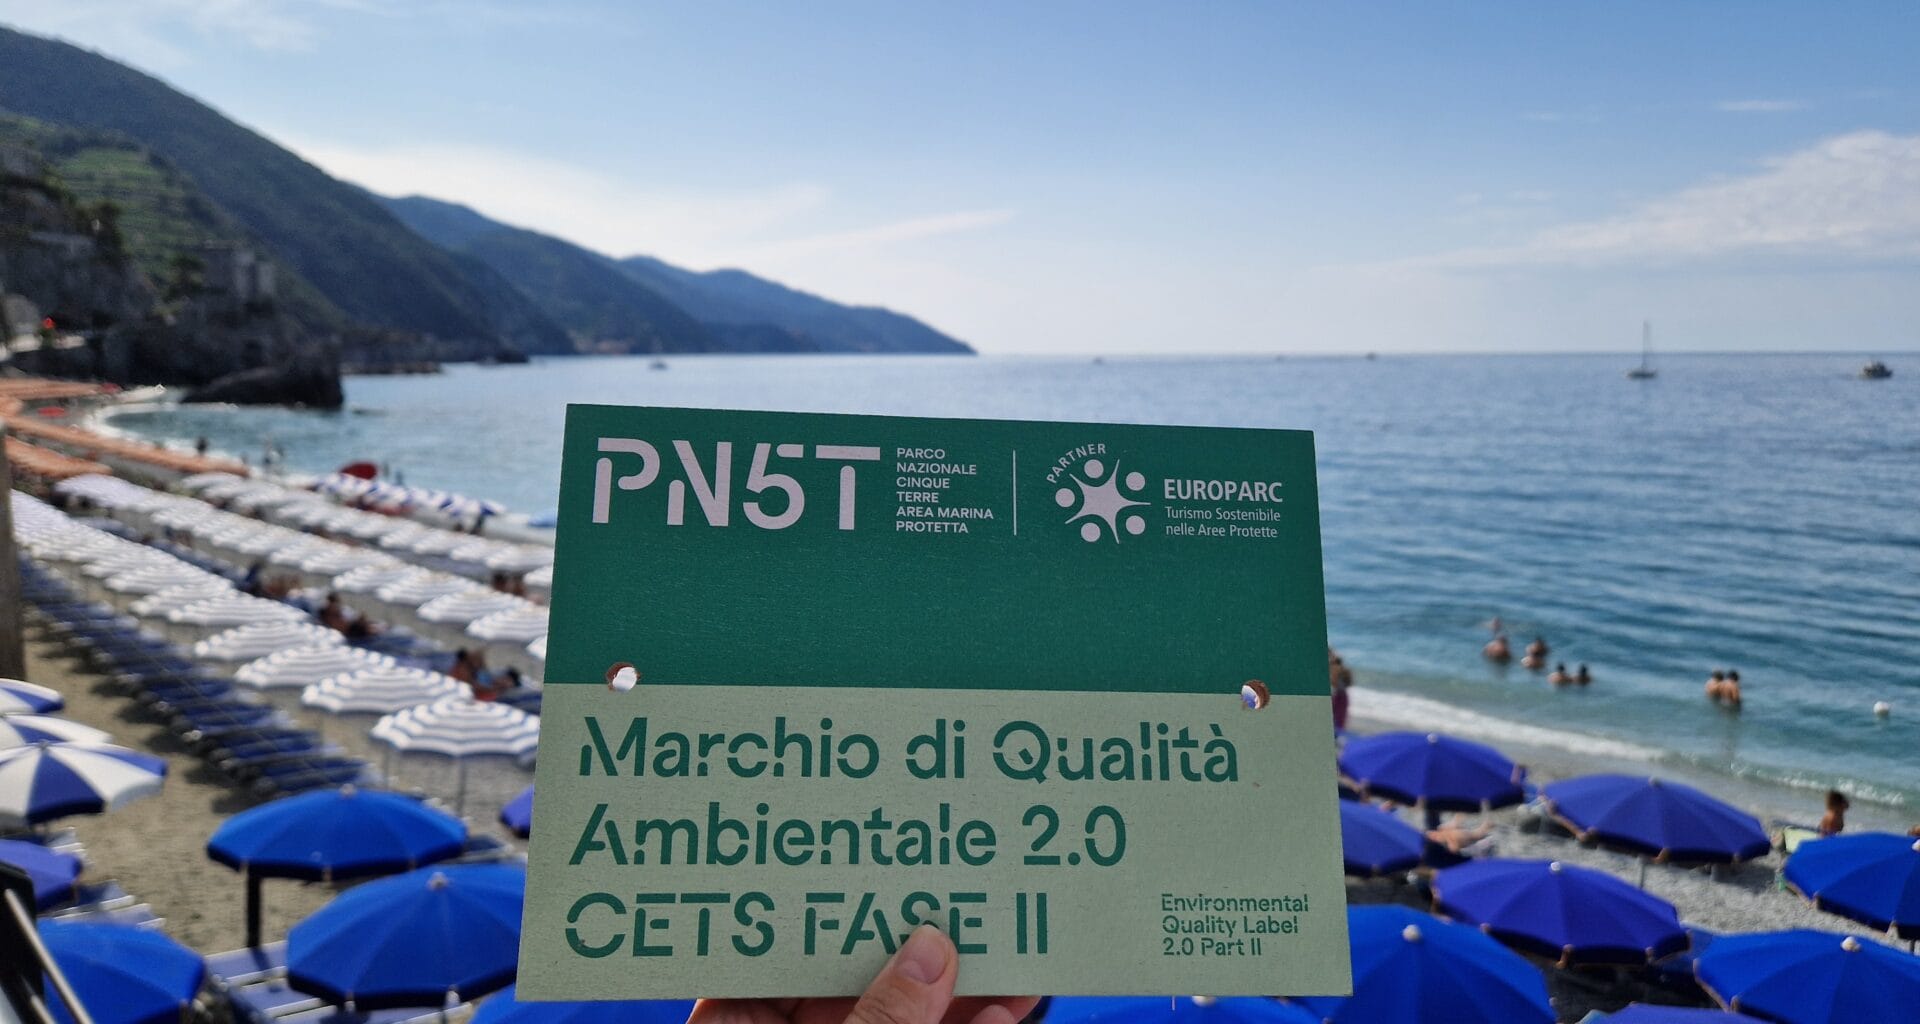 PN5T
PARCO
NAZIONALE
CINQUE
TERRE
AREA MARINA
PROTETTA
PARTNER
EUROPARC
Turismo Sostenibile
nelle Aree Protette
Marchio di Qualità
Ambientale 2.0
CETS FASE II
Environmental
Quality Label
2.0 Part II